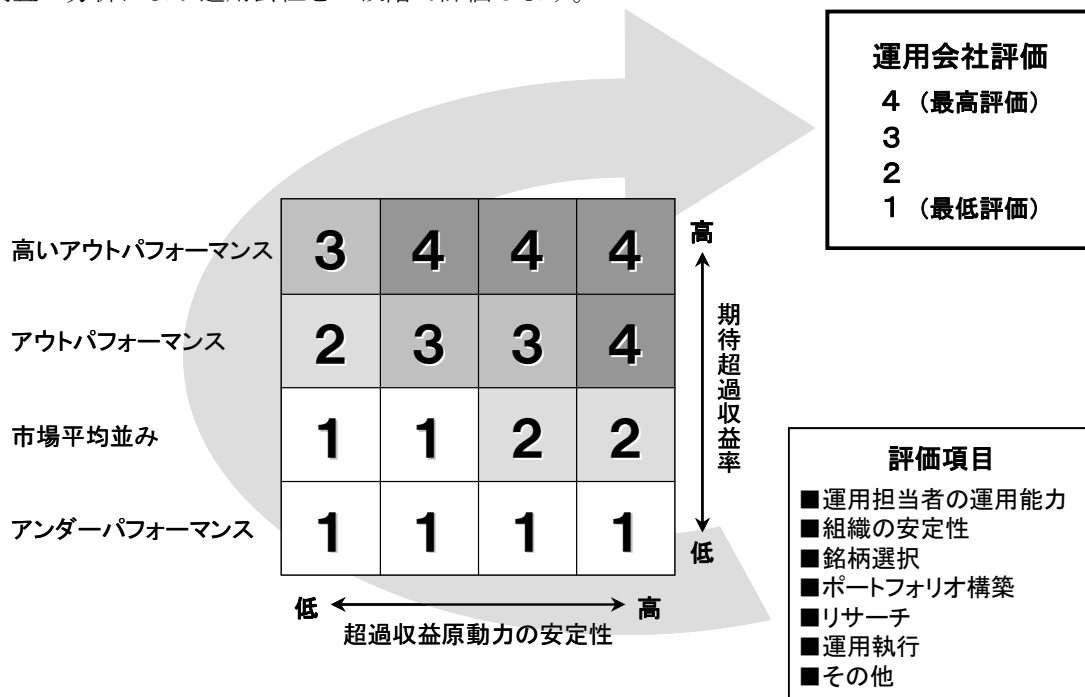 運用会社評価
4 (最高評価)
3
2
1 (最低評価)
高いアウトパフォーマンス 3 4 4 4
アウトパフォーマンス 2 3 3 4
市場平均並み 1 1 2 2
アンダーパフォーマンス 1 1 1 1
高
期待超過収益率
低
低 高
超過収益原動力の安定性
評価項目
■運用担当者の運用能力
■組織の安定性
■銘柄選択
■ポートフォリオ構築
■リサーチ
■運用執行
■その他